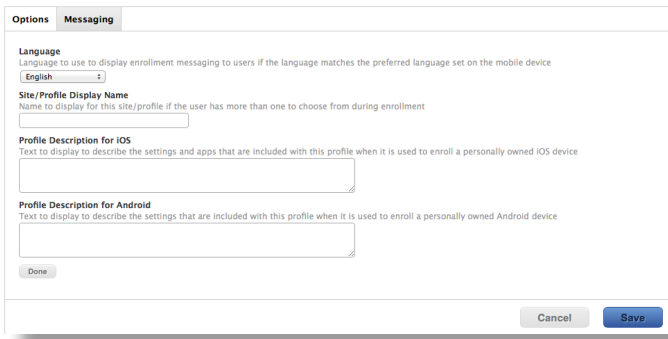 Options Messaging
Language
Language to use to display enrollment messaging to users if the language matches the preferred language set on the mobile device
English
Site/Profile Display Name
Name to display for this site/profile if the user has more than one to choose from during enrollment
Profile Description for iOS
Text to display to describe the settings and apps that are included with this profile when it is used to enroll a personally owned iOS device
Profile Description for Android
Text to display to describe the settings that are included with this profile when it is used to enroll a personally owned Android device
Done
Cancel Save